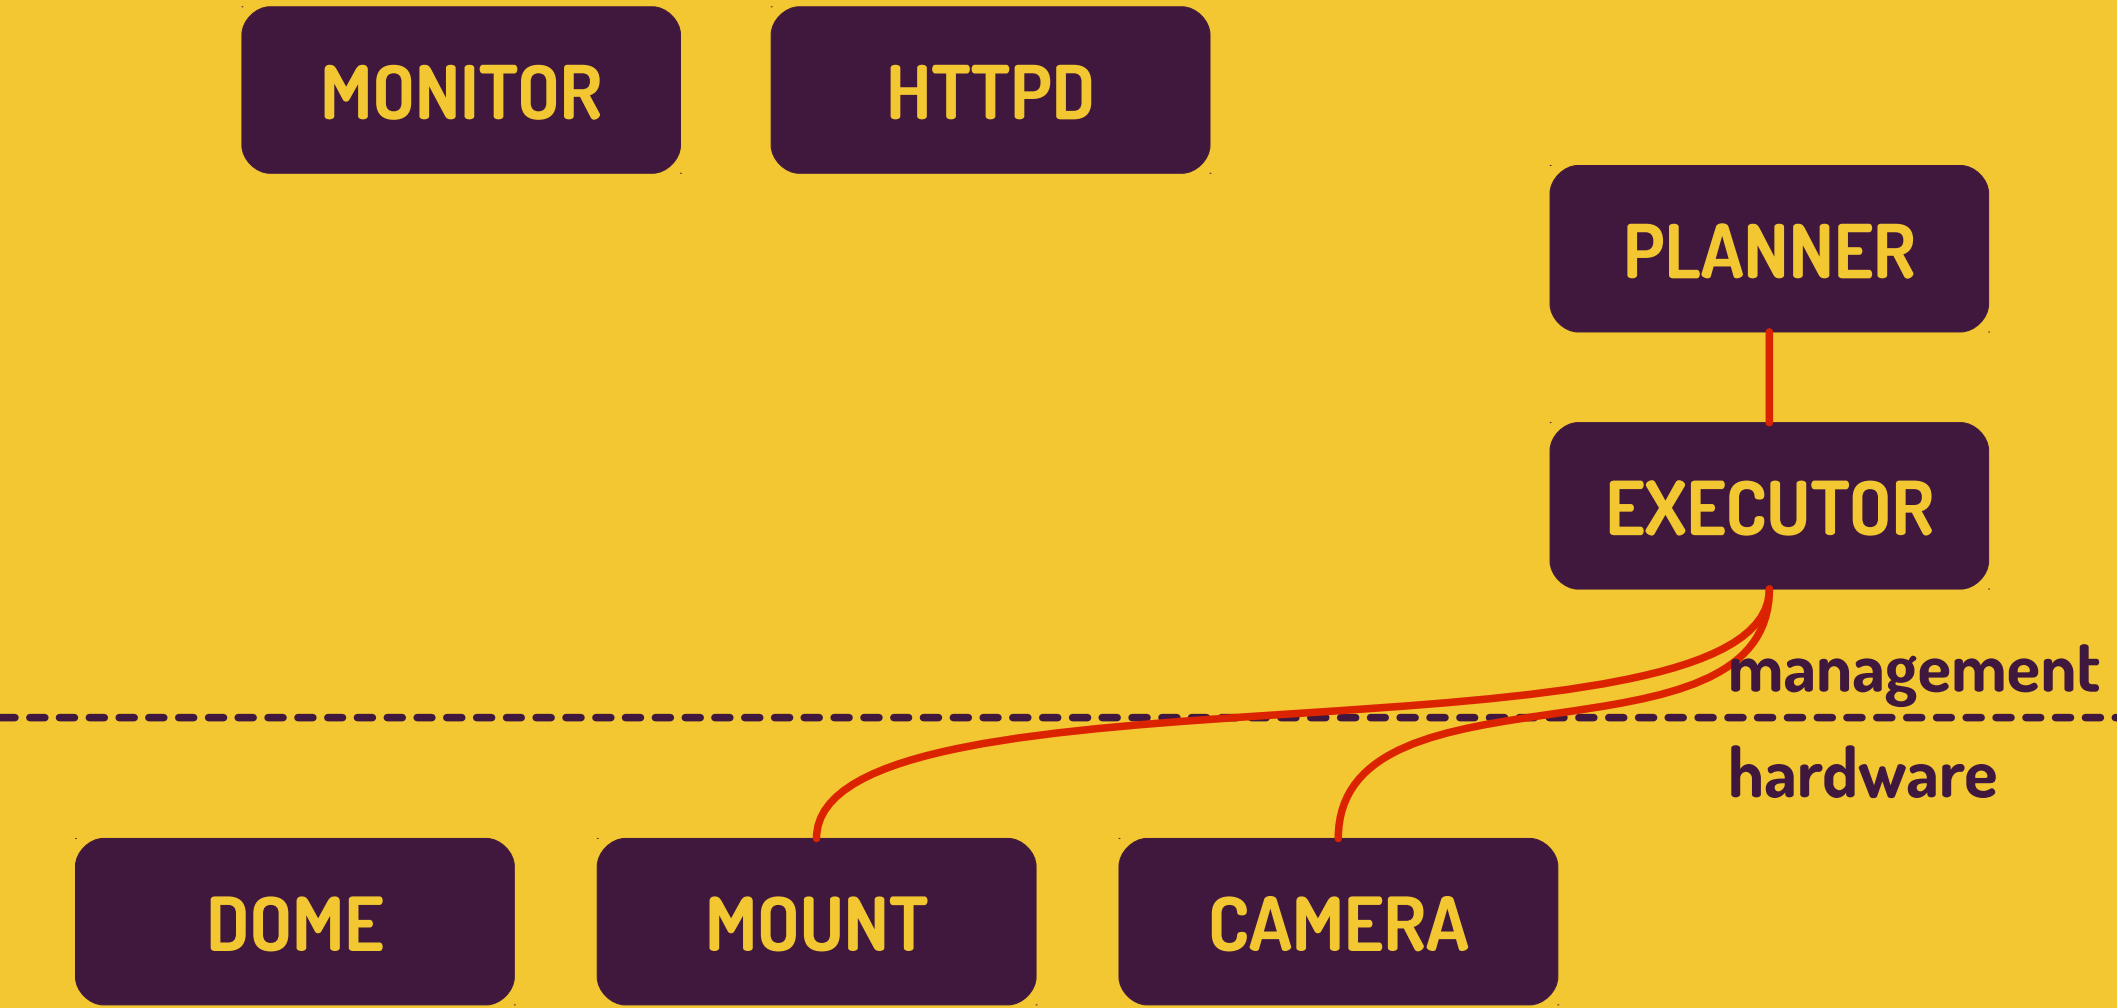 MONITOR
HTTPD
PLANNER
EXECUTOR
management
hardware
DOME
MOUNT
CAMERA